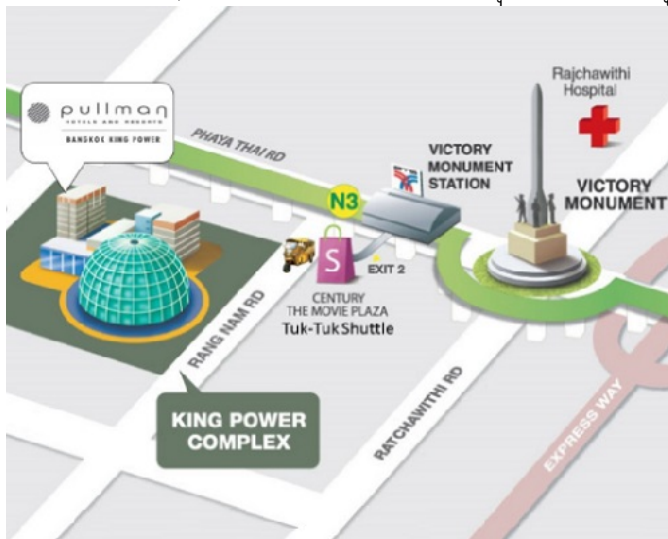 pullman
HOTELS AND RESORTS
BANGKOK KING POWER
PHAYA THAI RD
Rajchawithi
Hospital
VICTORY
MONUMENT
STATION
VICTORY
MONUMENT
N3
S
EXIT 2
CENTURY
THE MOVIE PLAZA
Tuk-TukShuttle
RANG NAM RD
KING POWER
COMPLEX
RATCHAWITHI RD
EXPRESS WAY